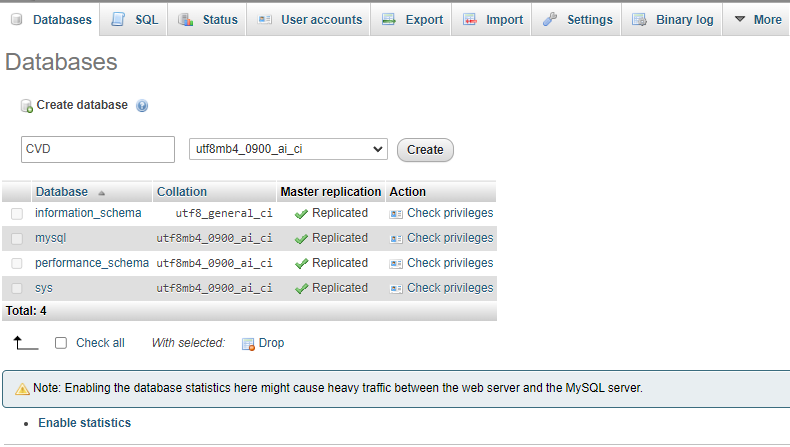 Databases SQL Status User accounts Export Import Settings Binary log More
Databases
Create database
CVD utf8mb4_0900_ai_ci Create
Database Collation Master replication Action
information_schema utf8_general_ci Replicated Check privileges
mysql utf8mb4_0900_ai_ci Replicated Check privileges
performance_schema utf8mb4_0900_ai_ci Replicated Check privileges
sys utf8mb4_0900_ai_ci Replicated Check privileges
Total: 4
Check all With selected: Drop
Note: Enabling the database statistics here might cause heavy traffic between the web server and the MySQL server.
Enable statistics